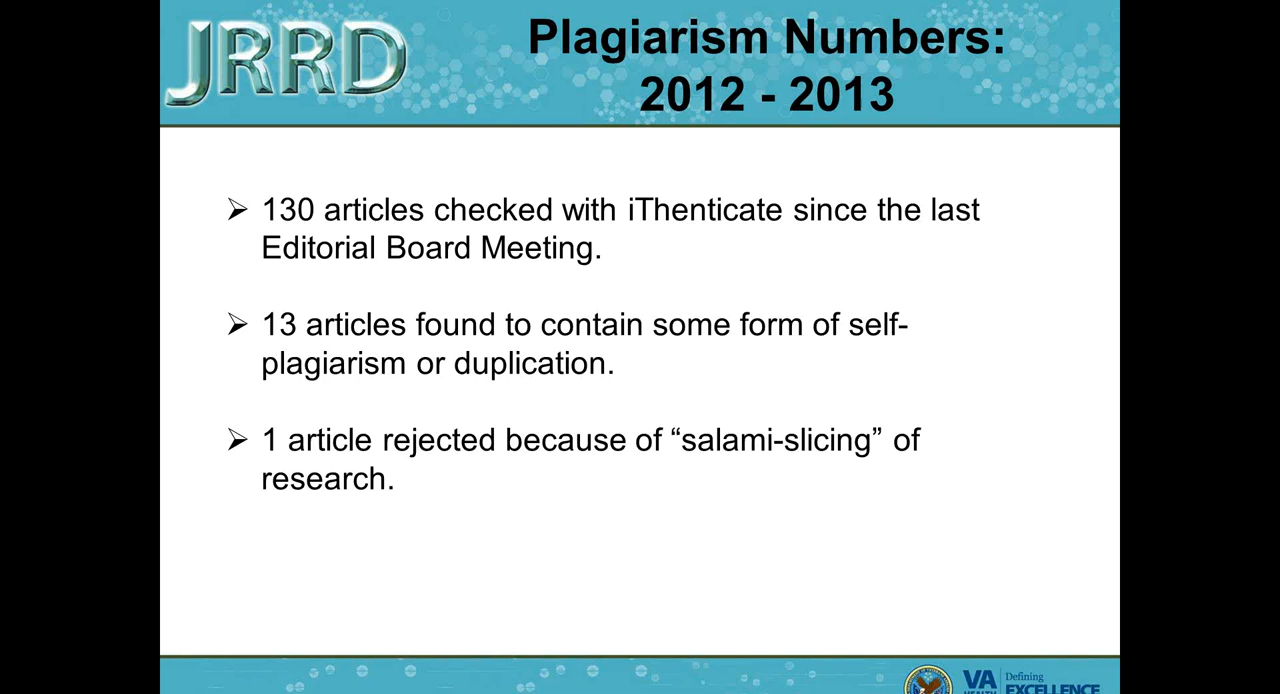 JRRD
Plagiarism Numbers:
2012 - 2013
➢ 130 articles checked with iThenticate since the last
Editorial Board Meeting.
➢ 13 articles found to contain some form of self-
plagiarism or duplication.
➢ 1 article rejected because of “salami-slicing” of
research.
VA
HEALTH
Defining
EXCELLENCE